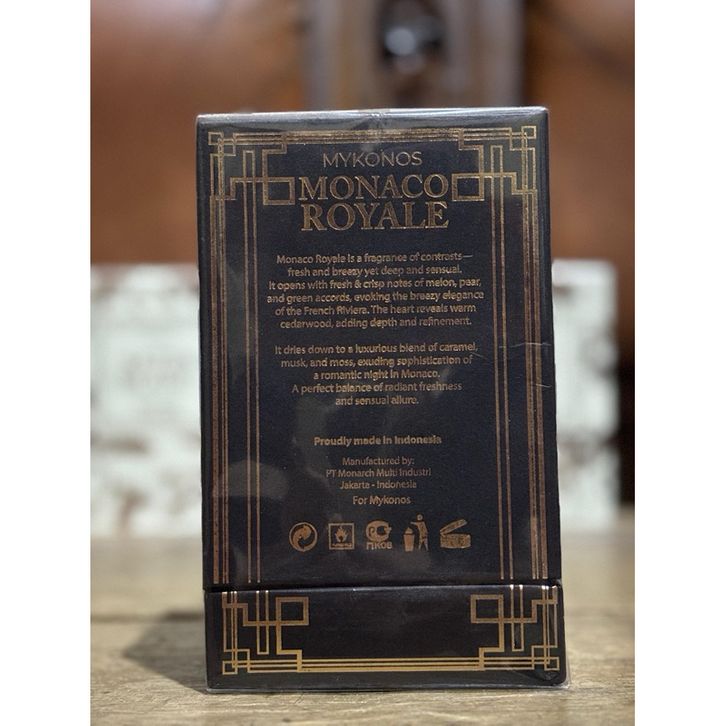 MYKONOS
MONACO
ROYALE
Monaco Royale is a fragrance of contrasts—
fresh and breezy yet deep and sensual.
It opens with fresh & crisp notes of melon, pear,
and green accords, evoking the breezy elegance
of the French Riviera. The heart reveals warm
cedarwood, adding depth and refinement.
It dries down to a luxurious blend of caramel,
musk, and moss, exuding sophistication of
a romantic night in Monaco.
A perfect balance of radiant freshness
and sensual allure.
Proudly made in Indonesia
Manufactured by:
PT Monarch Multi Industri
Jakarta - Indonesia
For Mykonos